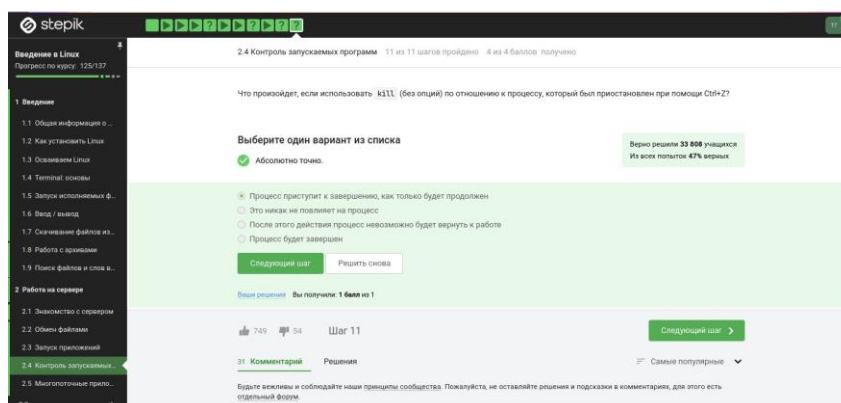 stepik
Введение в Linux
Прогресс по курсу: 125/137
1 Введение
1.1 Общая информация о ...
1.2 Как установить Linux
1.3 Осваиваем Linux
1.4 Terminal: основы
1.5 Запуск исполняемых ф...
1.6 Ввод / вывод
1.7 Скачивание файлов из...
1.8 Работа с архивами
1.9 Поиск файлов и слов в...
2 Работа на сервере
2.1 Знакомство с сервером
2.2 Обмен файлами
2.3 Запуск приложений
2.4 Контроль запускаемых...
2.5 Многопоточные прило...
2.4 Контроль запускаемых программ 11 из 11 шагов пройдено 4 из 4 баллов получено
Что произойдет, если использовать kill (без опций) по отношению к процессу, который был приостановлен при помощи Ctrl+Z?
Выберите один вариант из списка
Абсолютно точно.
Верно решили 33 808 учащихся
Из всех попыток 47% верных
Процесс приступит к завершению, как только будет продолжен
Это никак не повлияет на процесс
После этого действия процесс невозможно будет вернуть к работе
Процесс будет завершен
Следующий шаг Решить снова
Ваши решения Вы получили: 1 балл из 1
749 54 Шаг 11 Следующий шаг
31 Комментарий Решения Самые популярные
Будьте вежливы и соблюдайте наши принципы сообщества. Пожалуйста, не оставляйте решения и подсказки в комментариях, для этого есть
отдельный форум.